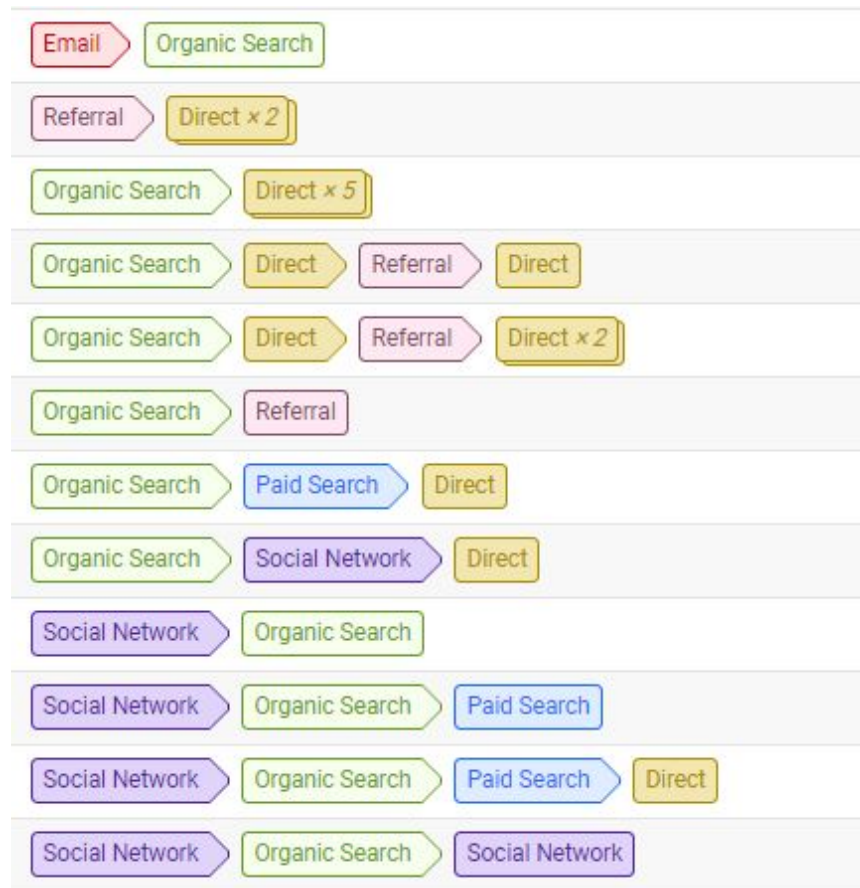 Email Organic Search
Referral Direct × 2
Organic Search Direct × 5
Organic Search Direct Referral Direct
Organic Search Direct Referral Direct × 2
Organic Search Referral
Organic Search Paid Search Direct
Organic Search Social Network Direct
Social Network Organic Search
Social Network Organic Search Paid Search
Social Network Organic Search Paid Search Direct
Social Network Organic Search Social Network